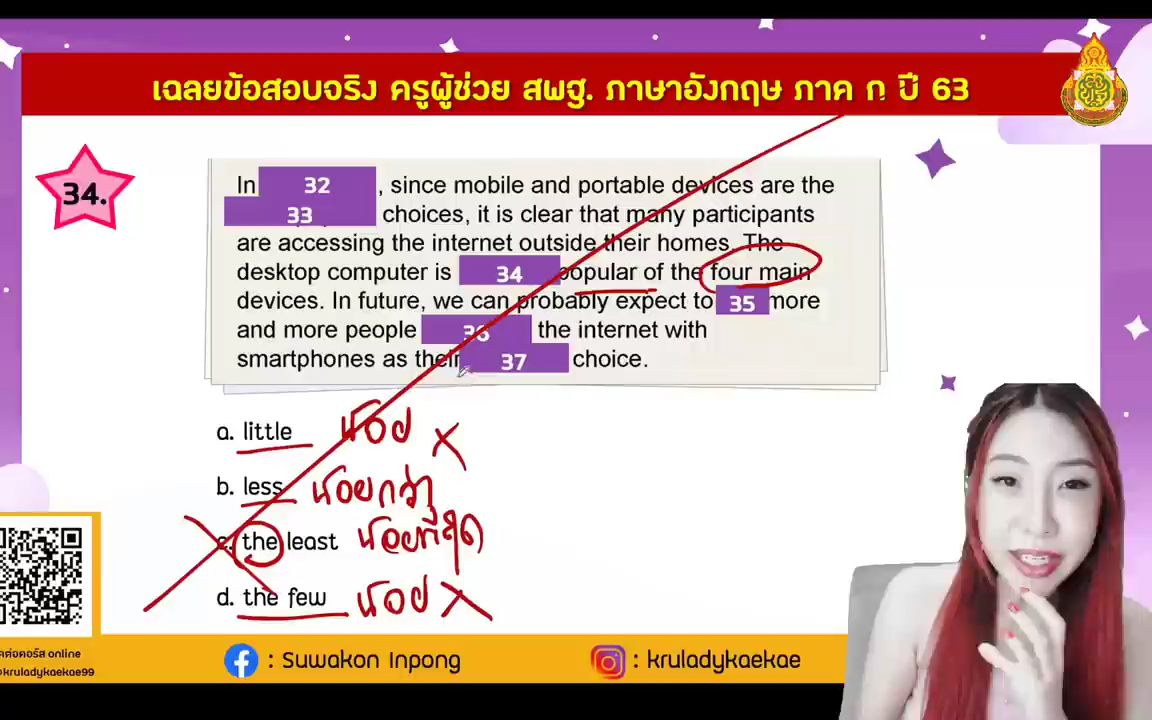 เฉลยข้อสอบจริง ครูผู้ช่วย สพฐ. ภาษาอังกฤษ ภาค ก ปี 63
34.
In 32 , since mobile and portable devices are the
33 choices, it is clear that many participants
are accessing the internet outside their homes. The
desktop computer is 34 popular of the four main
devices. In future, we can probably expect to 35 more
and more people 36 the internet with
smartphones as their 37 choice.
a. little น้อย
b. less น้อยกว่า
c. the least น้อยที่สุด
d. the few น้อย
online
kruladykaekae99
: Suwakon Inpong
: kruladykaekae